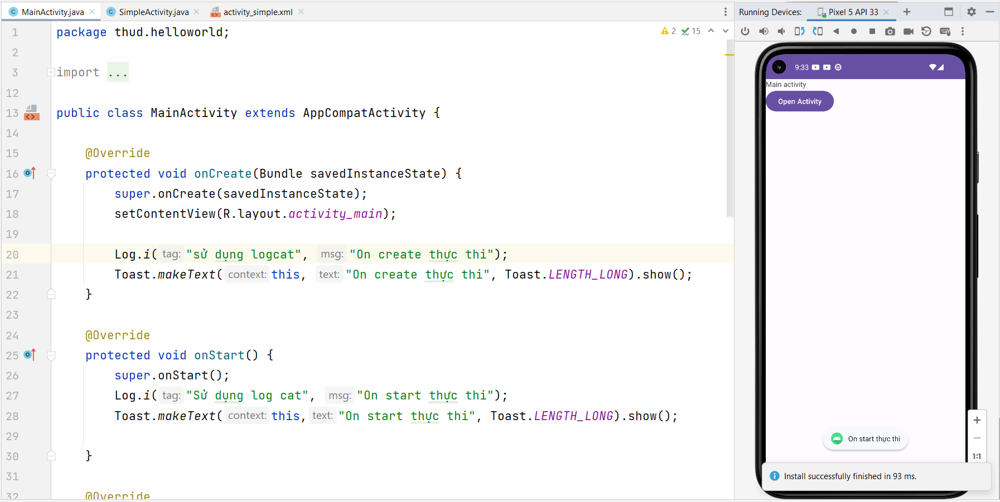 MainActivity.java SimpleActivity.java activity_simple.xml
Running Devices: Pixel 5 API 33
1 package thud.helloworld;
2 15
2
3 import ...
12
13 public class MainActivity extends AppCompatActivity {
14
15 @Override
16 protected void onCreate(Bundle savedInstanceState) {
17 super.onCreate(savedInstanceState);
18 setContentView(R.layout.activity_main);
19
20 Log.i( tag: "sử dụng logcat", msg: "On create thực thi");
21 Toast.makeText( context: this, text: "On create thực thi", Toast.LENGTH_LONG).show();
22 }
23
24 @Override
25 protected void onStart() {
26 super.onStart();
27 Log.i( tag: "Sử dụng log cat", msg: "On start thực thi");
28 Toast.makeText( context: this, text: "On start thực thi", Toast.LENGTH_LONG).show();
29
30 }
31
32 @Override
9:33
Main activity
Open Activity
On start thực thi
1:1
Install successfully finished in 93 ms.